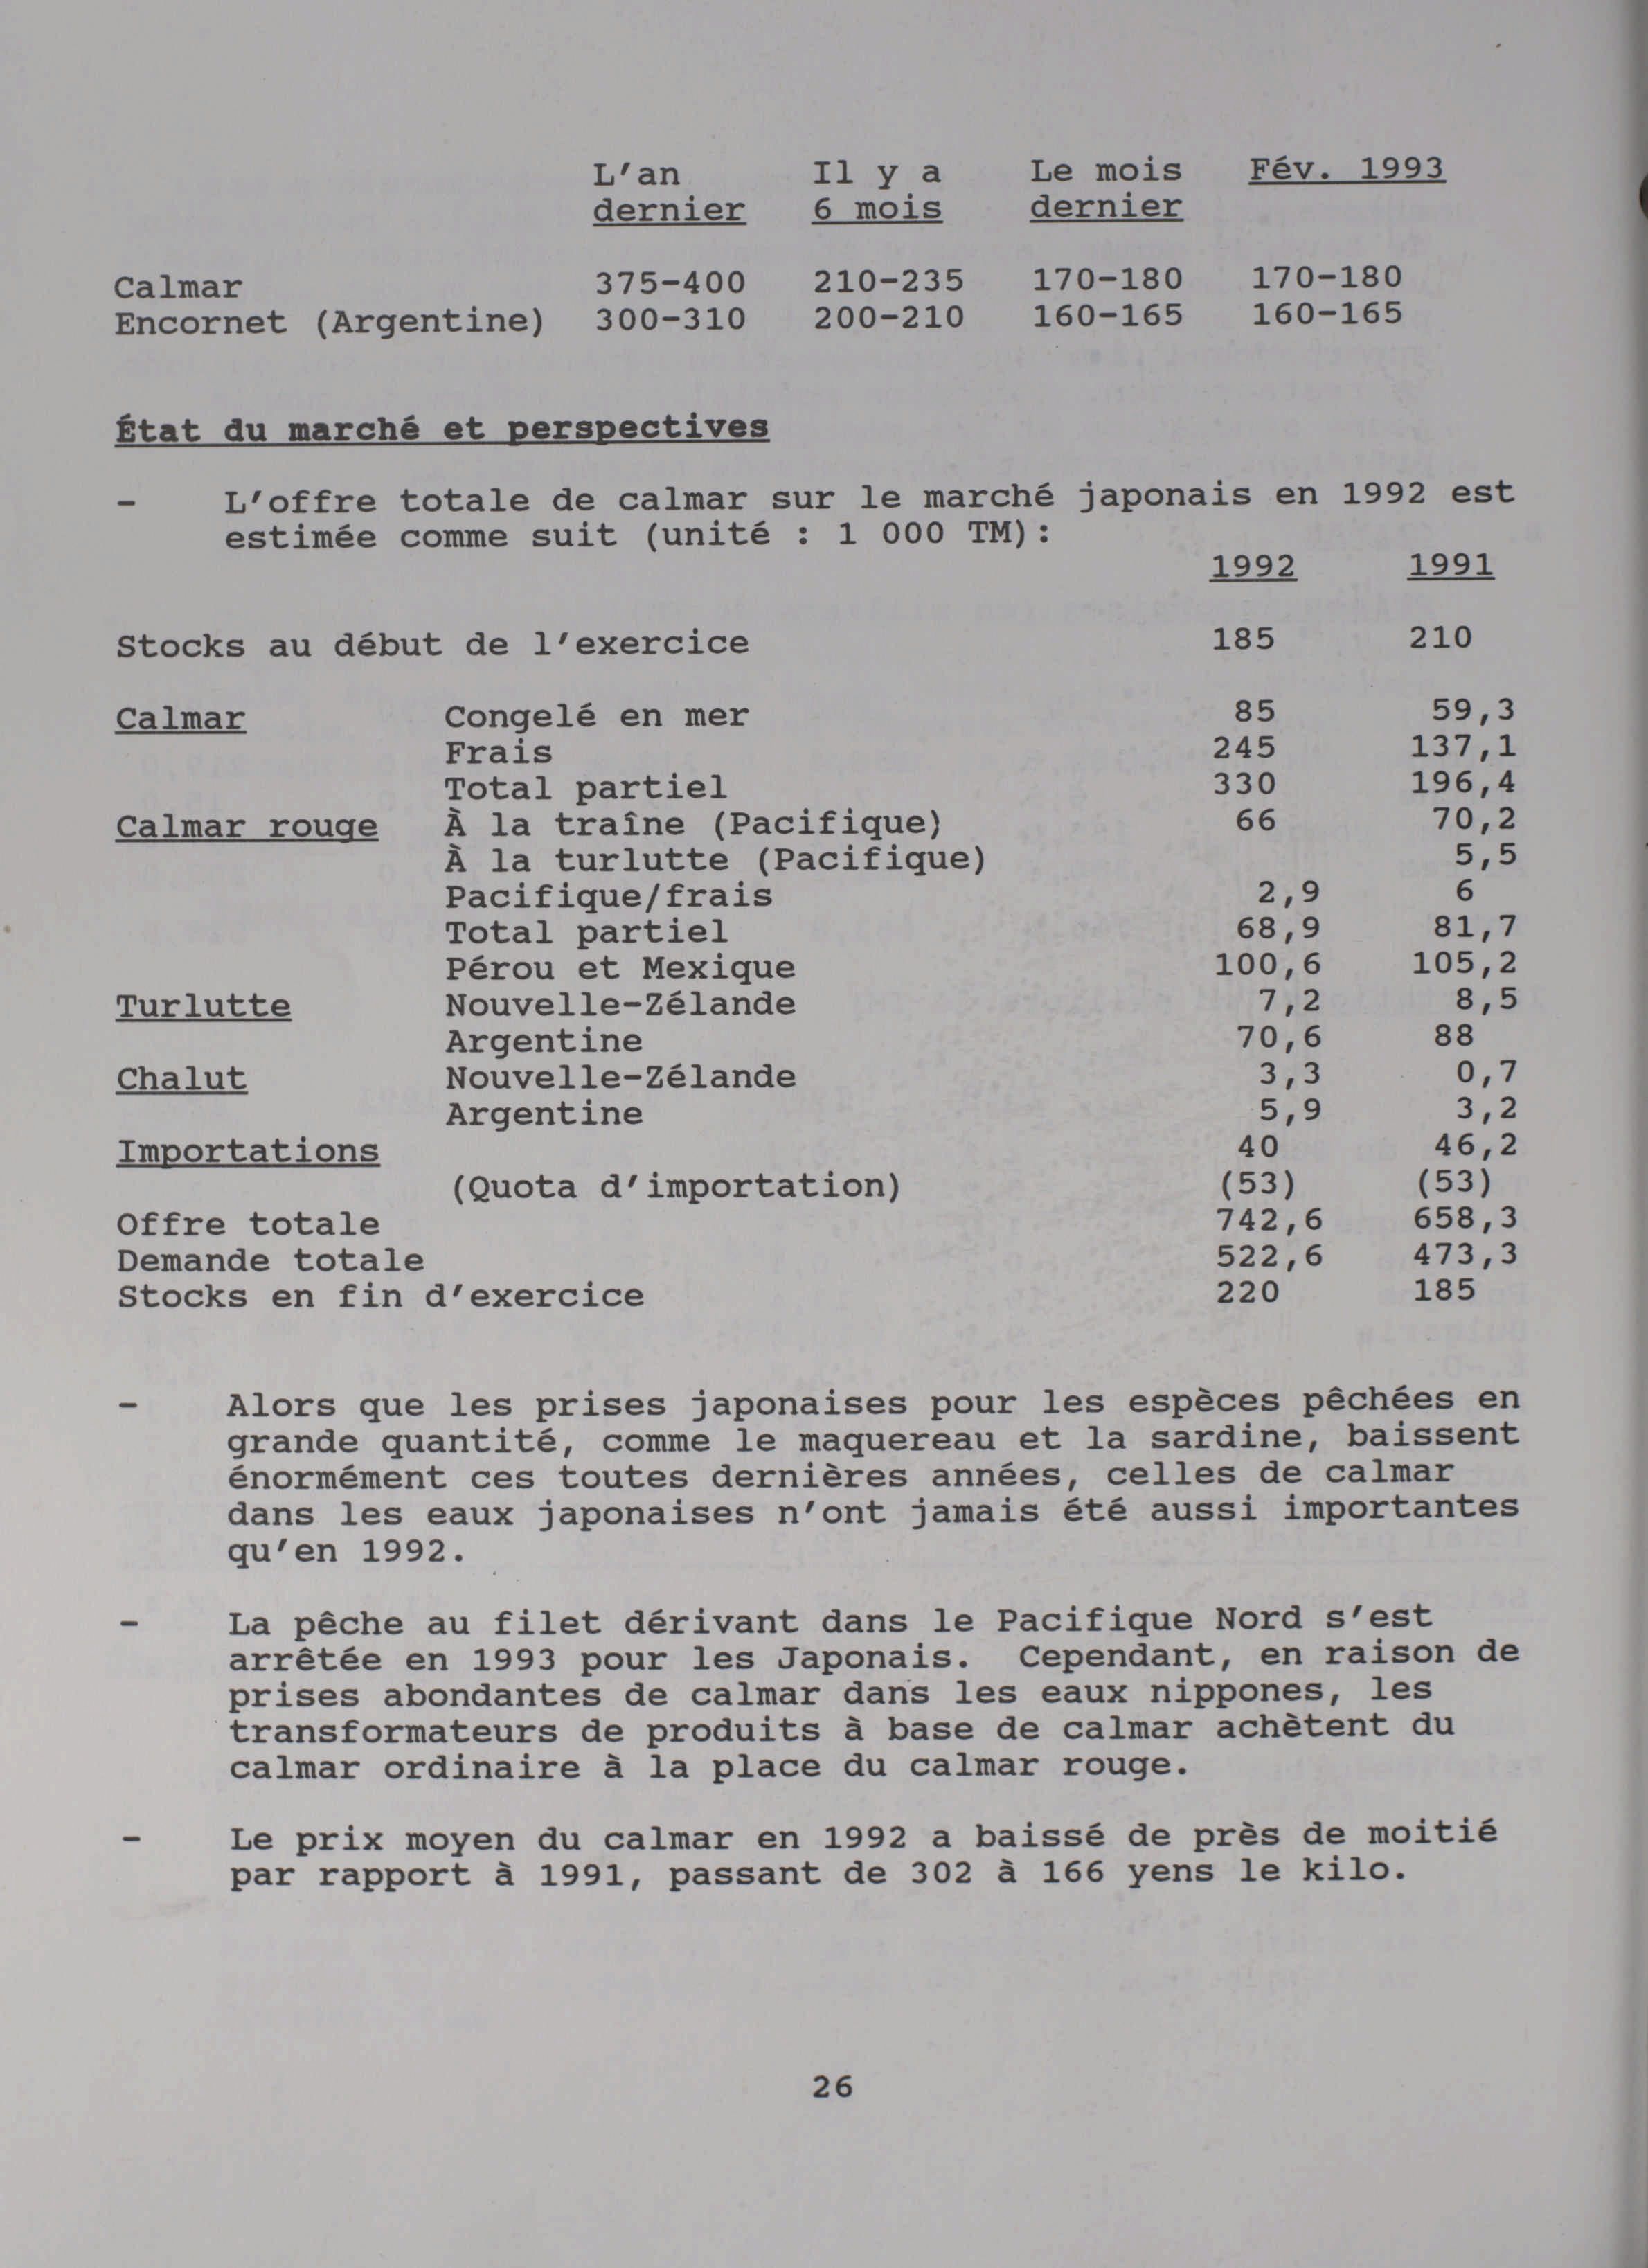 L'an Il y a Le mois Fév. 1993
dernier 6 mois dernier
Calmar 375-400 210-235 170-180 170-180
Encornet (Argentine) 300-310 200-210 160-165 160-165
État du marché et perspectives
- L'offre totale de calmar sur le marché japonais en 1992 est
estimée comme suit (unité : 1 000 TM):
1992 1991
Stocks au début de l'exercice 185 210
Calmar Congelé en mer 85 59,3
Frais 245 137,1
Total partiel 330 196,4
Calmar rouge À la traîne (Pacifique) 66 70,2
À la turlutte (Pacifique) 5,5
Pacifique/frais 2,9 6
Total partiel 68,9 81,7
Pérou et Mexique 100,6 105,2
Turlutte Nouvelle-Zélande 7,2 8,5
Argentine 70,6 88
Chalut Nouvelle-Zélande 3,3 0,7
Argentine 5,9 3,2
Importations 40 46,2
(Quota d'importation) (53) (53)
Offre totale 742,6 658,3
Demande totale 522,6 473,3
Stocks en fin d'exercice 220 185
- Alors que les prises japonaises pour les espèces pêchées en
grande quantité, comme le maquereau et la sardine, baissent
énormément ces toutes dernières années, celles de calmar
dans les eaux japonaises n'ont jamais été aussi importantes
qu'en 1992.
- La pêche au filet dérivant dans le Pacifique Nord s'est
arrêtée en 1993 pour les Japonais. Cependant, en raison de
prises abondantes de calmar dans les eaux nippones, les
transformateurs de produits à base de calmar achètent du
calmar ordinaire à la place du calmar rouge.
- Le prix moyen du calmar en 1992 a baissé de près de moitié
par rapport à 1991, passant de 302 à 166 yens le kilo.
26